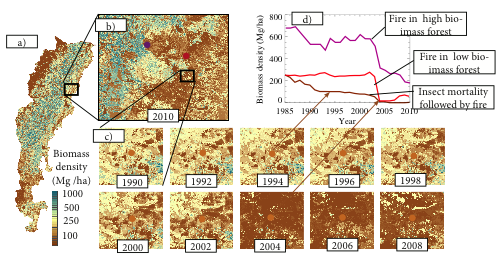 a)
b)
2010
d)
Biomass density (Mg/ha)
800
600
400
200
0
1985
1990
1995
2000
2005
2010
Year
Fire in high bio-
imass forest
Fire in low bio-
imass forest
Insect mortality
followed by fire
c)
1990
1992
1994
1996
1998
2000
2002
2004
2006
2008
Biomass
density
(Mg /ha)
1000
500
250
100